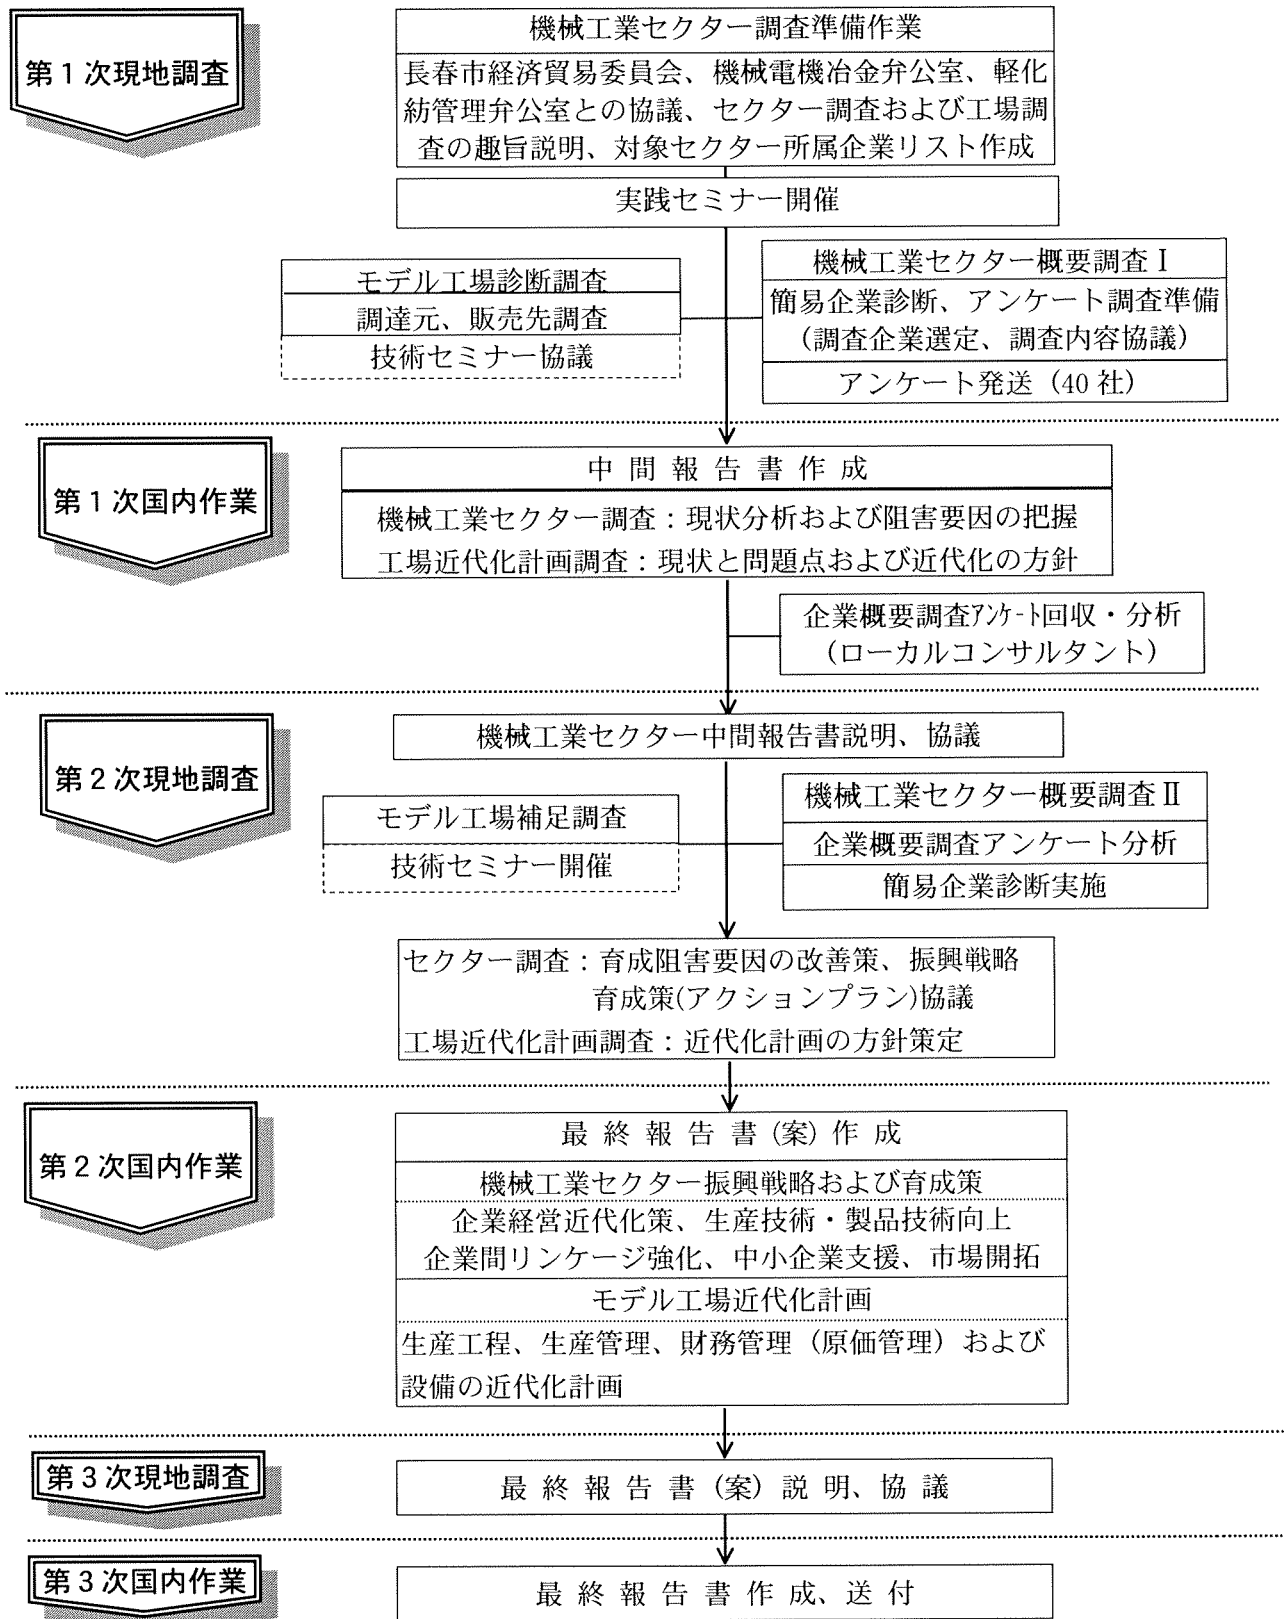 第１次現地調査
機械工業セクター調査準備作業
長春市経済貿易委員会、機械電機冶金弁公室、軽化
紡管理弁公室との協議、セクター調査および工場調
査の趣旨説明、対象セクター所属企業リスト作成
実践セミナー開催
モデル工場診断調査
調達元、販売先調査
技術セミナー協議
機械工業セクター概要調査Ⅰ
簡易企業診断、アンケート調査準備
（調査企業選定、調査内容協議）
アンケート発送（40 社）
第１次国内作業
中 間 報 告 書 作 成
機械工業セクター調査：現状分析および阻害要因の把握
工場近代化計画調査：現状と問題点および近代化の方針
企業概要調査ｱﾝｹｰﾄ回収・分析
（ローカルコンサルタント）
第２次現地調査
機械工業セクター中間報告書説明、協議
モデル工場補足調査
技術セミナー開催
機械工業セクター概要調査Ⅱ
企業概要調査アンケート分析
簡易企業診断実施
セクター調査：育成阻害要因の改善策、振興戦略
育成策(アクションプラン)協議
工場近代化計画調査：近代化計画の方針策定
第２次国内作業
最 終 報 告 書 (案) 作 成
機械工業セクター振興戦略および育成策
企業経営近代化策、生産技術・製品技術向上
企業間リンケージ強化、中小企業支援、市場開拓
モデル工場近代化計画
生産工程、生産管理、財務管理（原価管理）および
設備の近代化計画
第３次現地調査
最 終 報 告 書 (案) 説 明、協 議
第３次国内作業
最 終 報 告 書 作 成、送 付